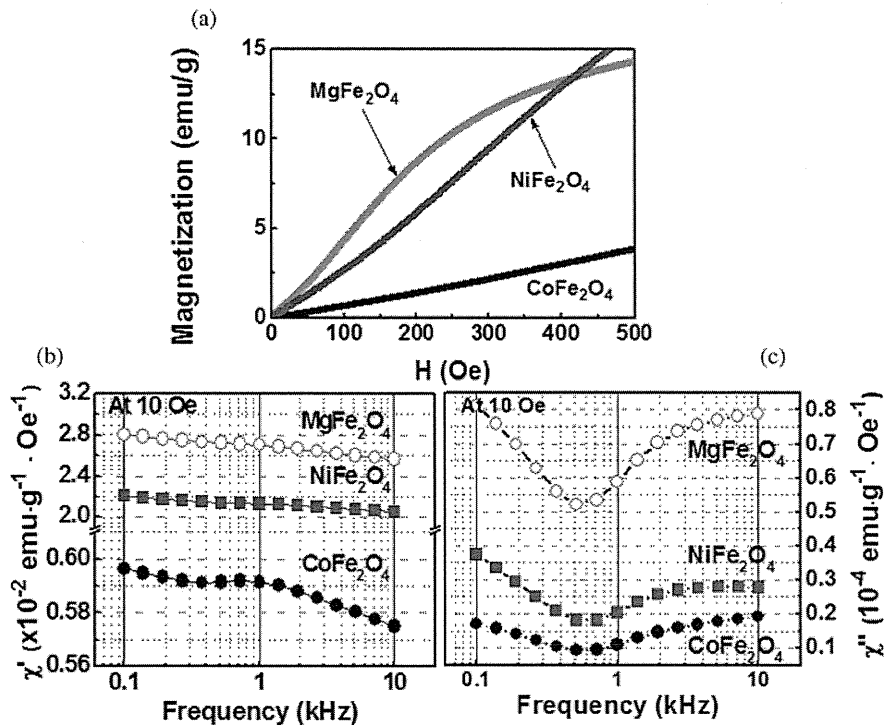 (a)
Magnetization (emu/g)
15
10
5
0
MgFe₂O₄
NiFe₂O₄
CoFe₂O₄
0 100 200 300 400 500
H (Oe)
(b)
χ' (x10⁻² emu·g⁻¹ · Oe⁻¹)
3.2
2.8
2.4
2.0
0.60
0.58
0.56
At 10 Oe
MgFe₂O₄
NiFe₂O₄
CoFe₂O₄
0.1 1 10
Frequency (kHz)
(c)
At 10 Oe
MgFe₂O₄
NiFe₂O₄
CoFe₂O₄
0.8
0.7
0.6
0.5
0.4
0.3
0.2
0.1
χ'' (10⁻⁴ emu·g⁻¹ · Oe⁻¹)
0.1 1 10
Frequency (kHz)